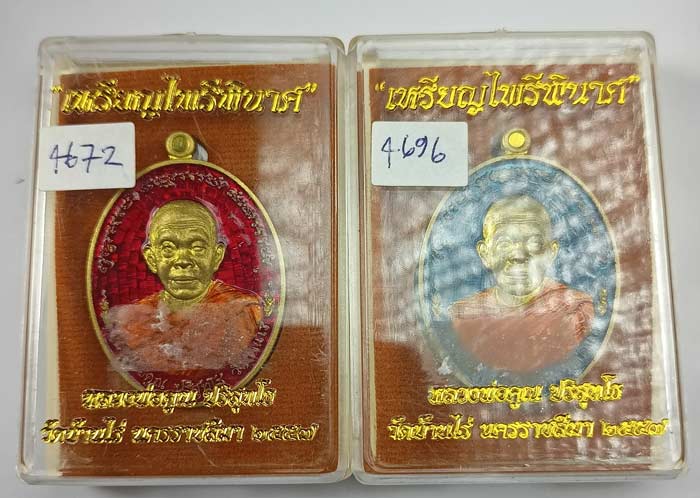 "เหรียญไพรีพินาศ"
4672
หลวงพ่อคูณ ปริสุทโธ
วัดบ้านไร่ นครราชสีมา ๒๕๕๗
"เหรียญไพรีพินาศ"
4696
หลวงพ่อคูณ ปริสุทโธ
วัดบ้านไร่ นครราชสีมา ๒๕๕๗